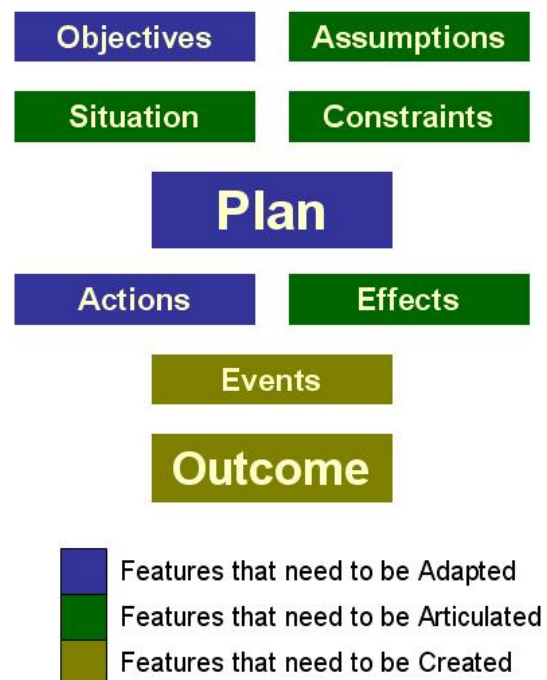 Objectives
Assumptions
Situation
Constraints
Plan
Actions
Effects
Events
Outcome
Features that need to be Adapted
Features that need to be Articulated
Features that need to be Created